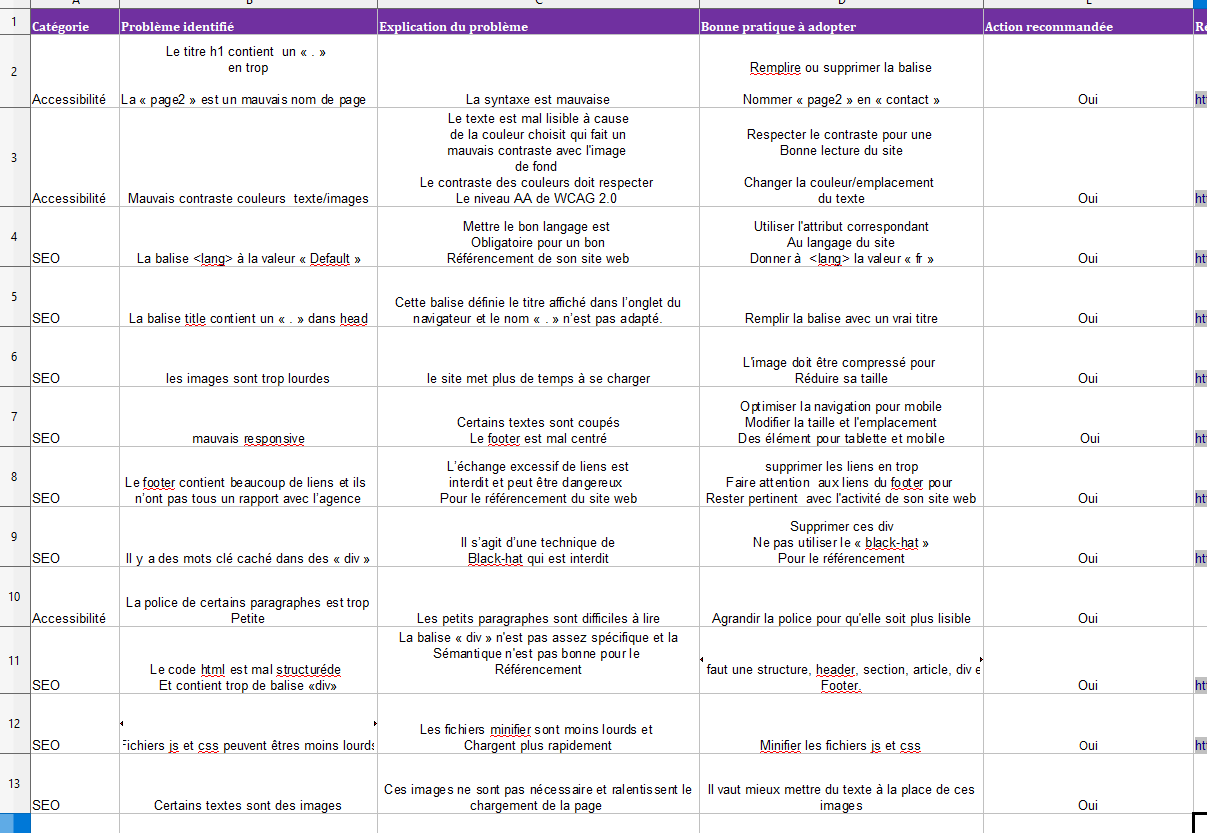 A B C D E
1 Catégorie Problème identifié Explication du problème Bonne pratique à adopter Action recommandée
2 Accessibilité
Le titre h1 contient un « . »
en trop
La « page2 » est un mauvais nom de page
La syntaxe est mauvaise
Remplire ou supprimer la balise
Nommer « page2 » en « contact »
Oui
3 Accessibilité
Mauvais contraste couleurs texte/images
Le texte est mal lisible à cause
de la couleur choisit qui fait un
mauvais contraste avec l'image
de fond
Le contraste des couleurs doit respecter
Le niveau AA de WCAG 2.0
Respecter le contraste pour une
Bonne lecture du site
Changer la couleur/emplacement
du texte
Oui
4 SEO
La balise <lang> à la valeur « Default »
Mettre le bon langage est
Obligatoire pour un bon
Référencement de son site web
Utiliser l'attribut correspondant
Au langage du site
Donner à <lang> la valeur « fr »
Oui
5 SEO
La balise title contient un « . » dans head
Cette balise définie le titre affiché dans l'onglet du
navigateur et le nom « . » n'est pas adapté.
Remplir la balise avec un vrai titre
Oui
6 SEO
les images sont trop lourdes
le site met plus de temps à se charger
L'image doit être compressé pour
Réduire sa taille
Oui
7 SEO
mauvais responsive
Certains textes sont coupés
Le footer est mal centré
Optimiser la navigation pour mobile
Modifier la taille et l'emplacement
Des élément pour tablette et mobile
Oui
8 SEO
Le footer contient beaucoup de liens et ils
n'ont pas tous un rapport avec l'agence
L'échange excessif de liens est
interdit et peut être dangereux
Pour le référencement du site web
supprimer les liens en trop
Faire attention aux liens du footer pour
Rester pertinent avec l'activité de son site web
Oui
9 SEO
Il y a des mots clé caché dans des « div »
Il s'agit d'une technique de
Black-hat qui est interdit
Supprimer ces div
Ne pas utiliser le « black-hat »
Pour le référencement
Oui
10 Accessibilité
La police de certains paragraphes est trop
Petite
Les petits paragraphes sont difficiles à lire
Agrandir la police pour qu'elle soit plus lisible
Oui
11 SEO
Le code html est mal structuréde
Et contient trop de balise «div»
La balise « div » n'est pas assez spécifique et la
Sémantique n'est pas bonne pour le
Référencement
faut une structure, header, section, article, div e
Footer.
Oui
12 SEO
Fichiers js et css peuvent êtres moins lourds
Les fichiers minifier sont moins lourds et
Chargent plus rapidement
Minifier les fichiers js et css
Oui
13 SEO
Certains textes sont des images
Ces images ne sont pas nécessaire et ralentissent le
chargement de la page
Il vaut mieux mettre du texte à la place de ces
images
Oui